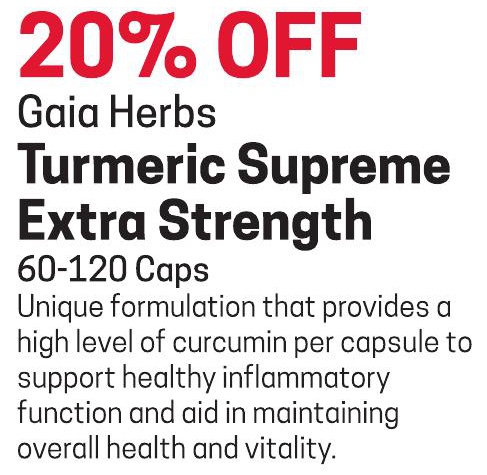 20% OFF
Gaia Herbs
Turmeric Supreme
Extra Strength
60-120 Caps
Unique formulation that provides a
high level of curcumin per capsule to
support healthy inflammatory
function and aid in maintaining
overall health and vitality.